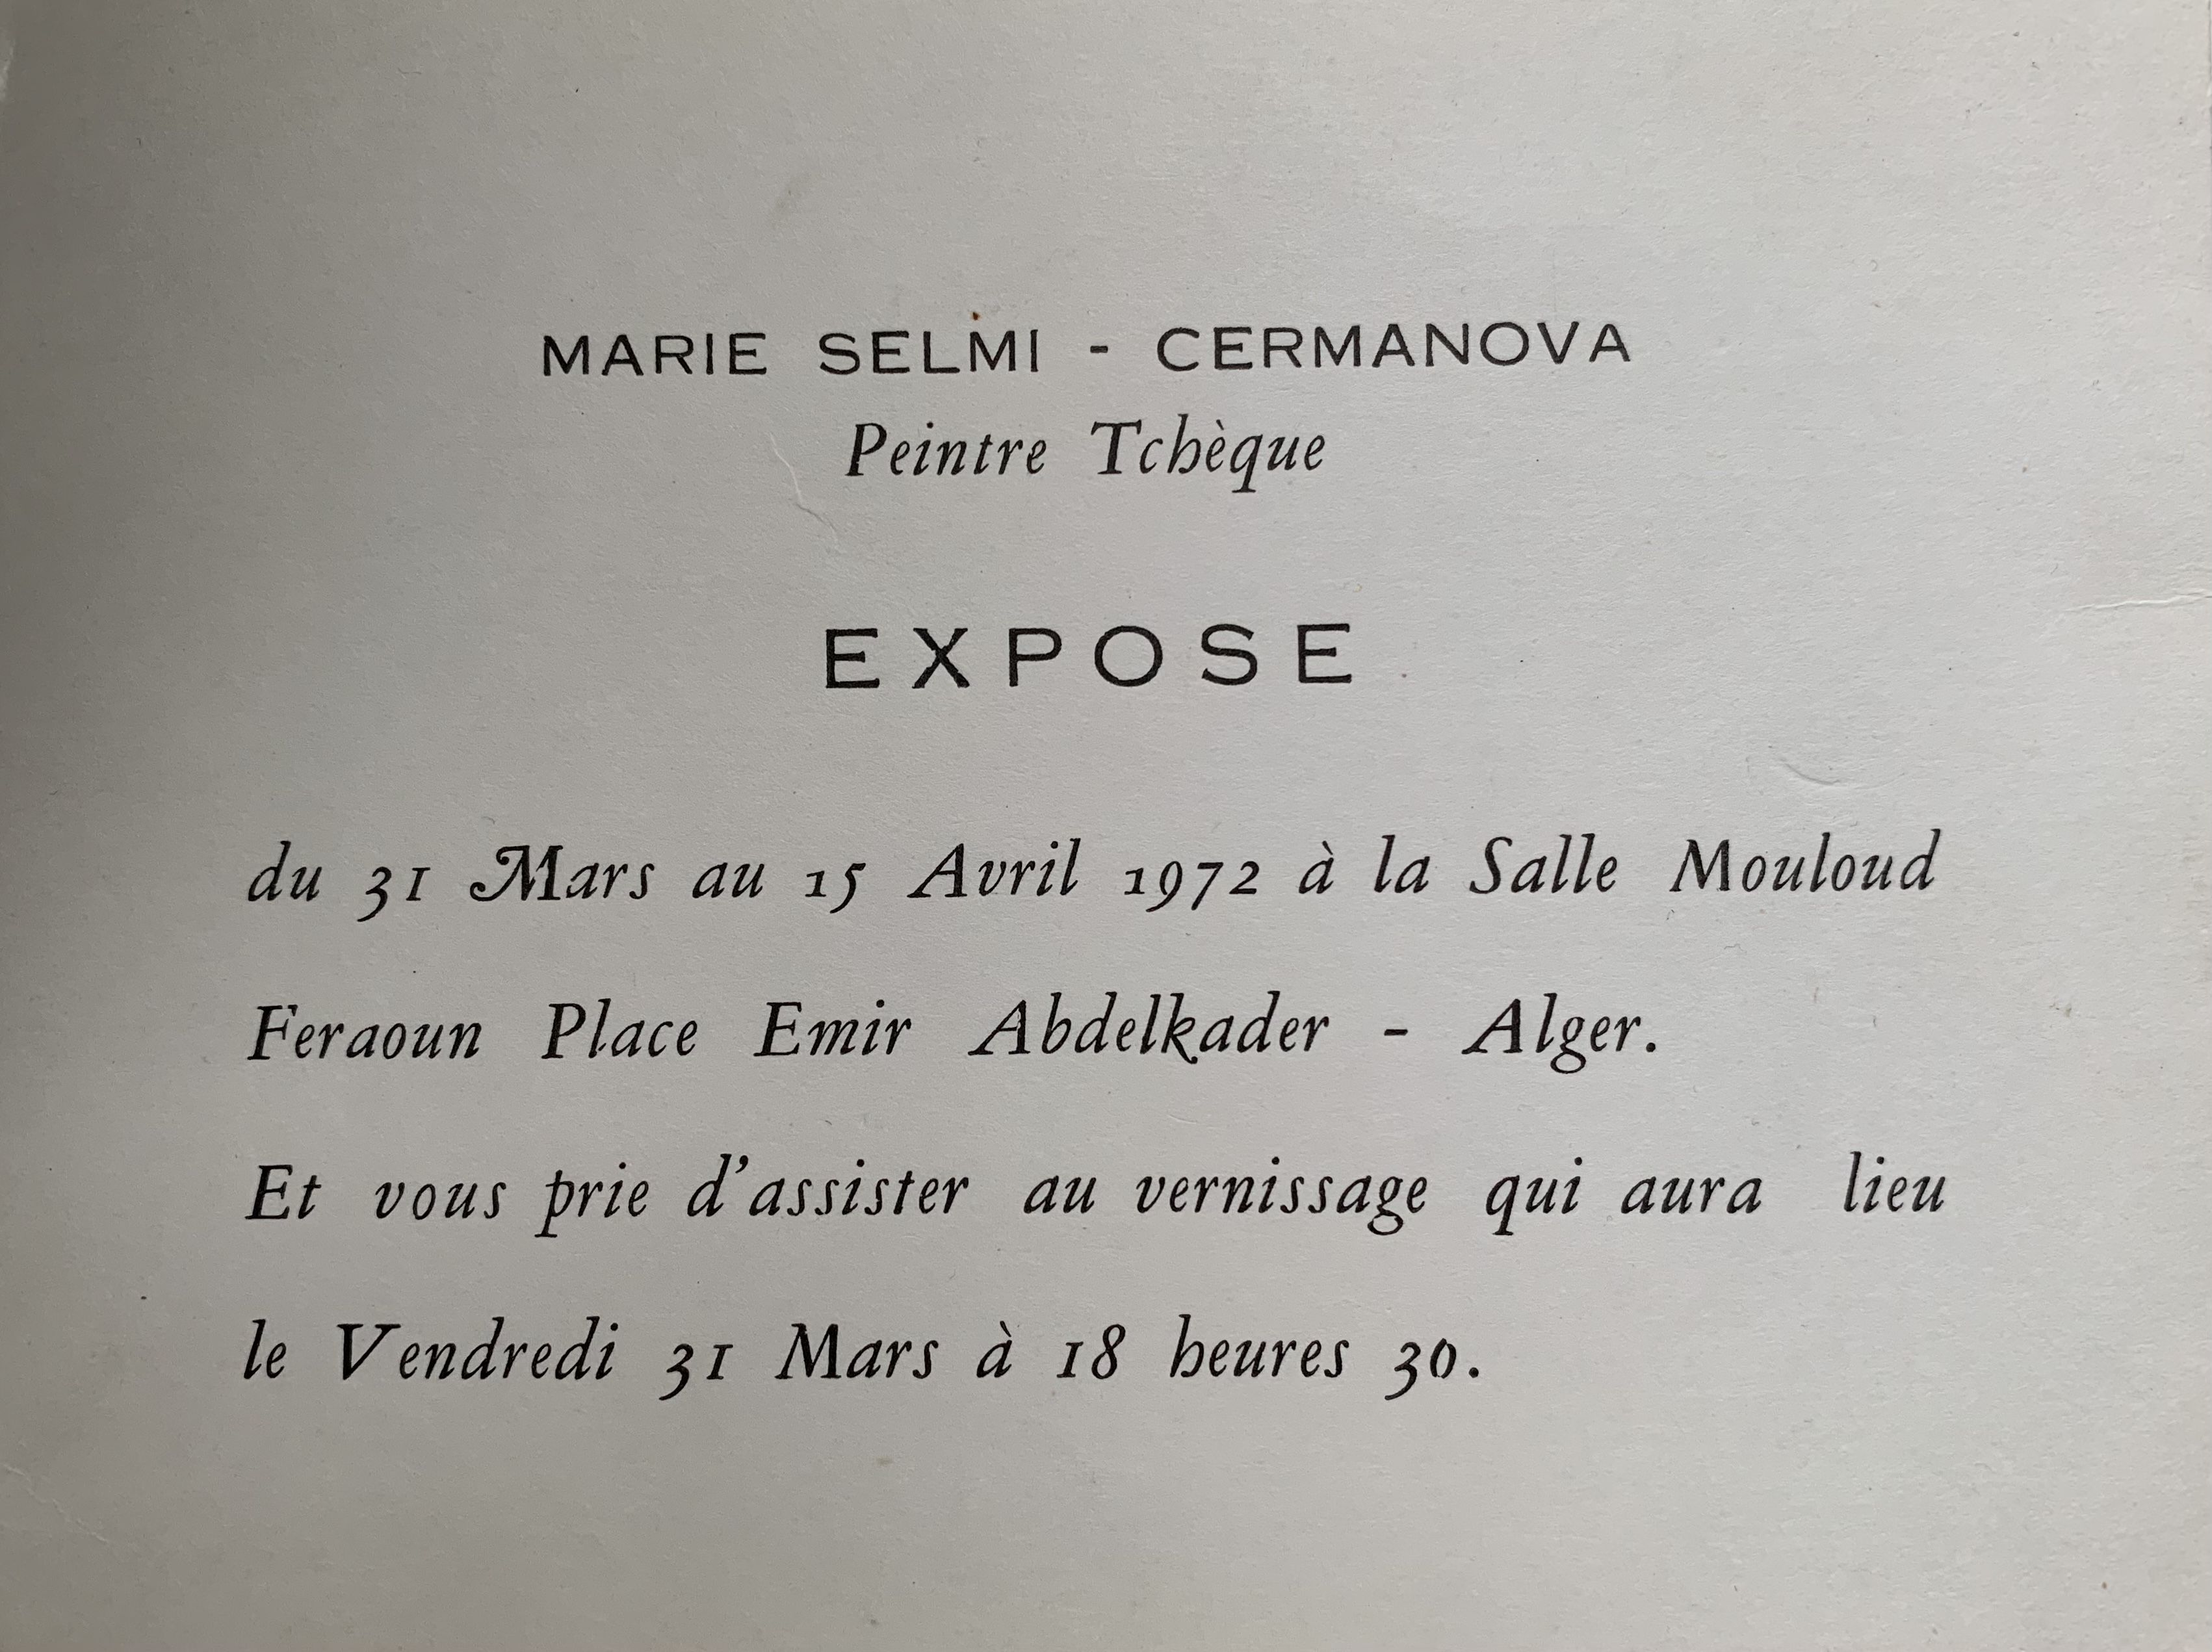 MARIE SELMI - CERMANOVA
Peintre Tchèque
EXPOSE
du 31 Mars au 15 Avril 1972 à la Salle Mouloud
Feraoun Place Emir Abdelkader - Alger.
Et vous prie d'assister au vernissage qui aura lieu
le Vendredi 31 Mars à 18 heures 30.